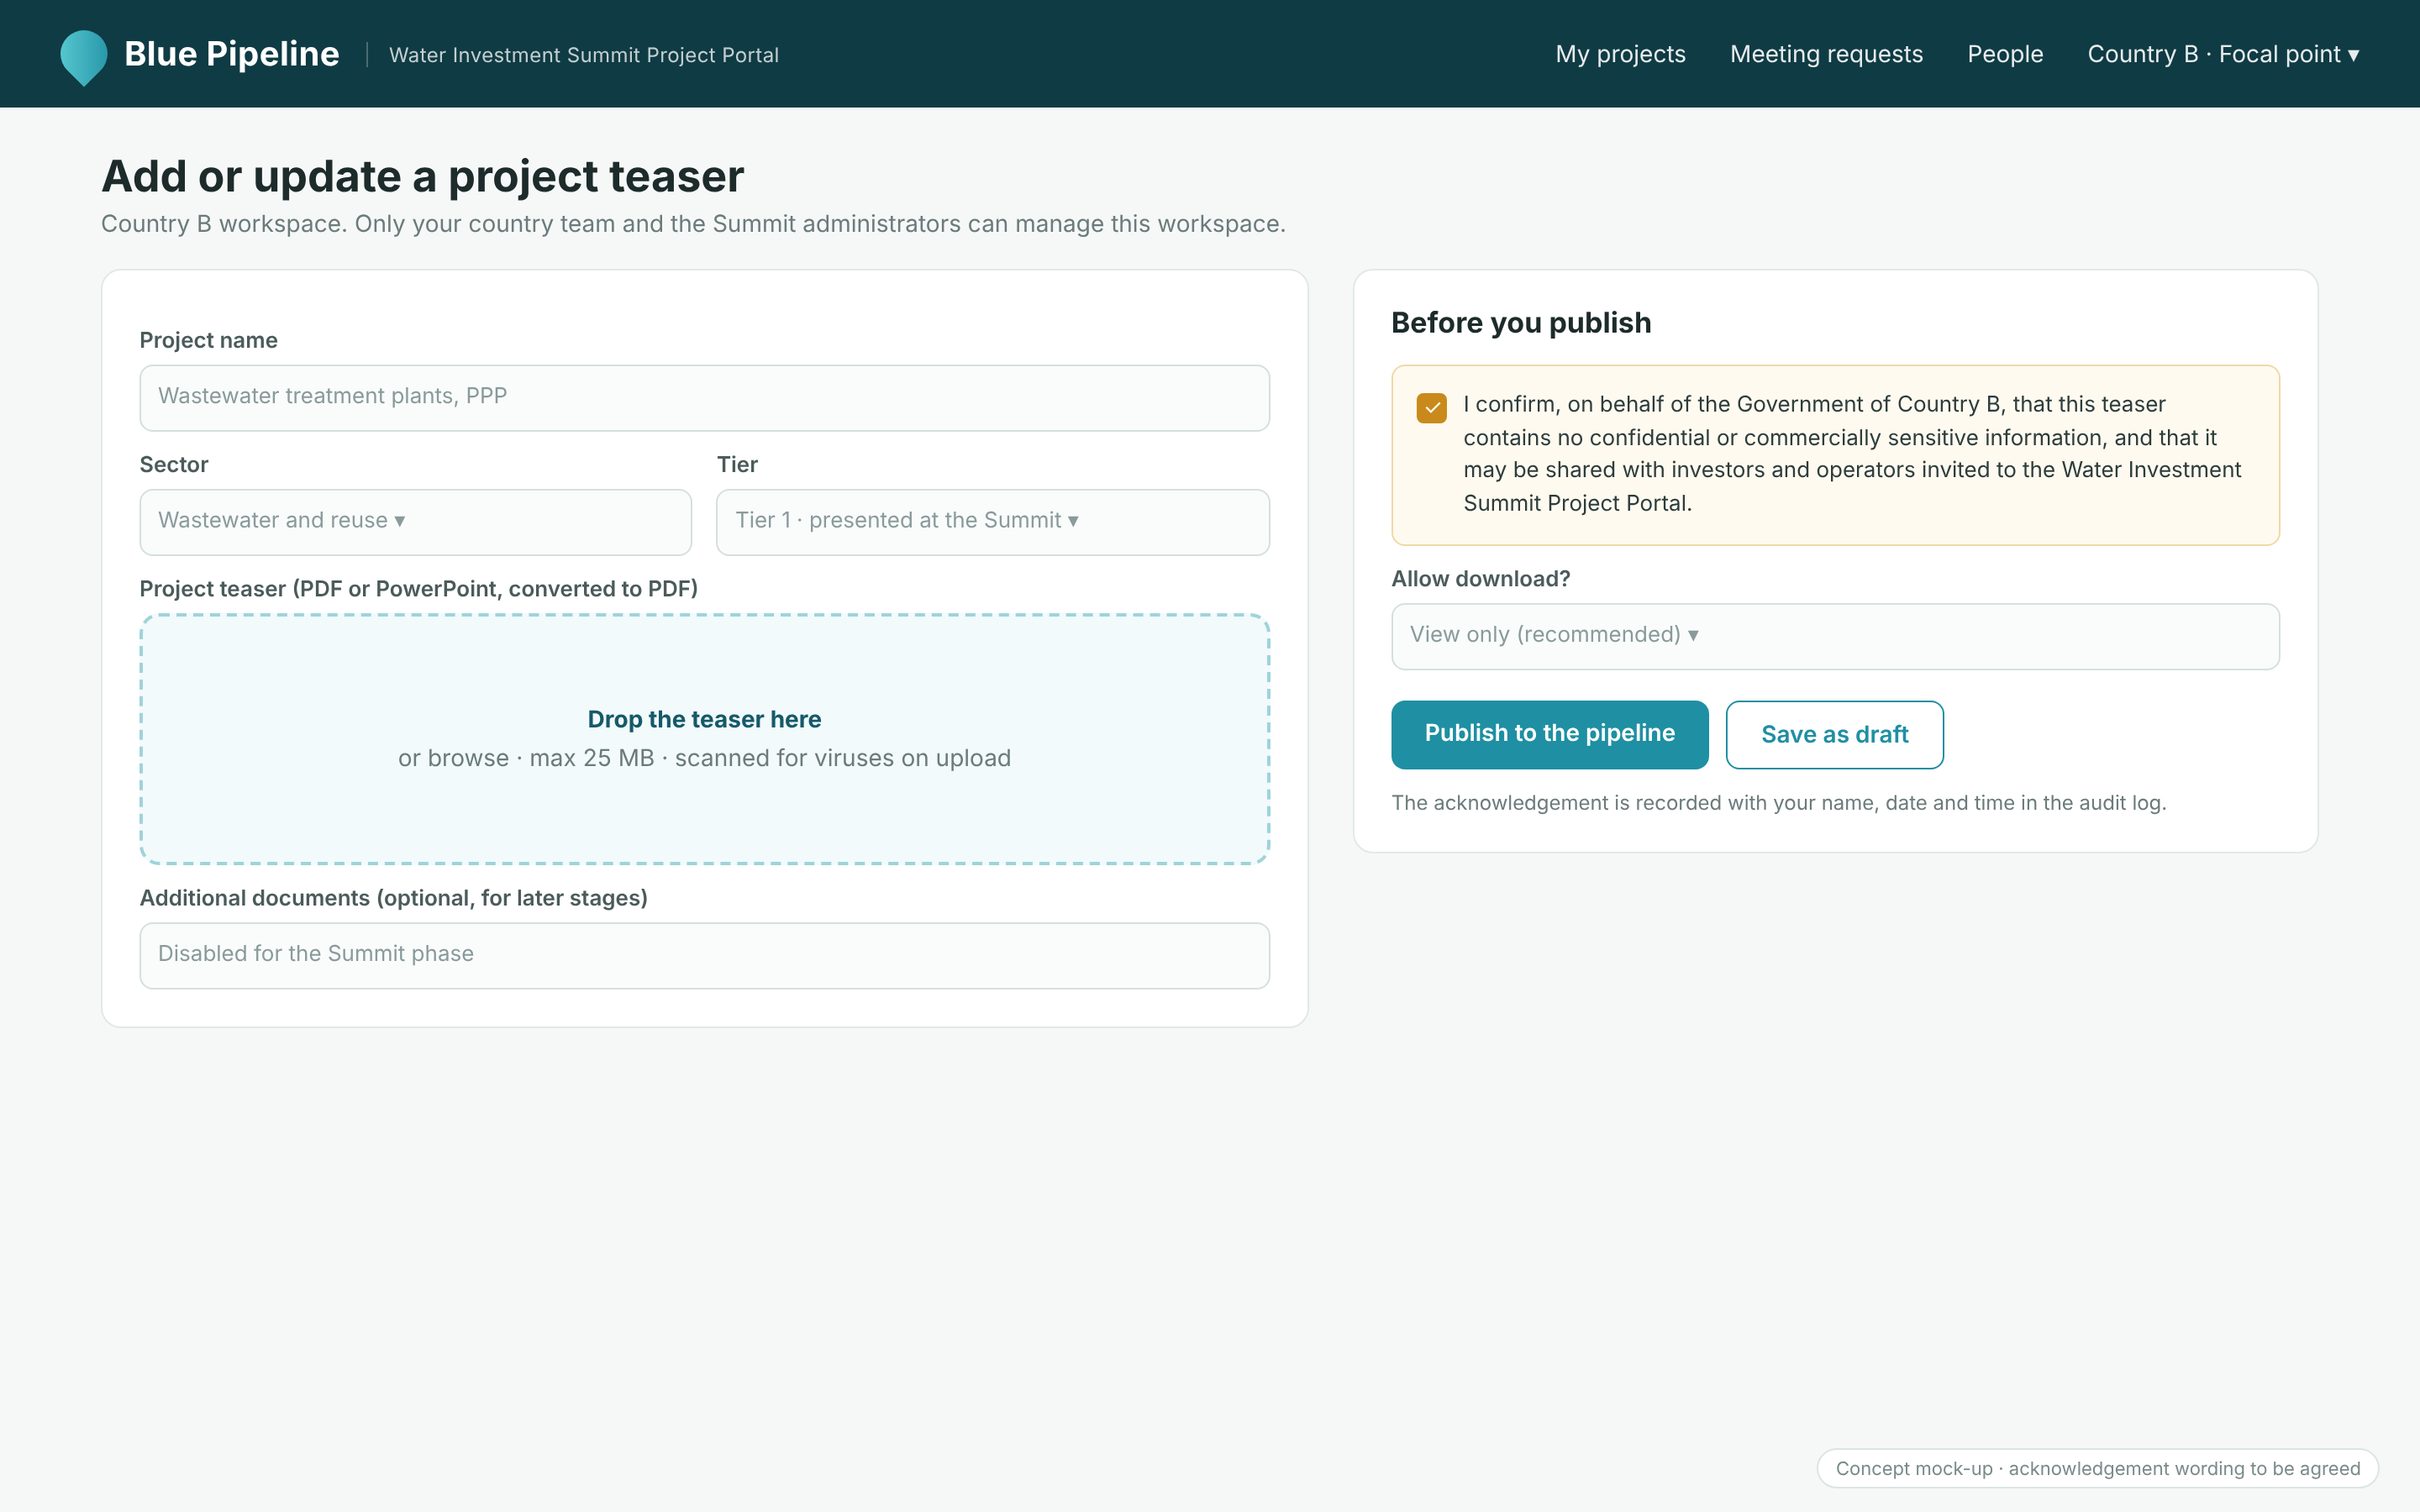 Blue Pipeline
Water Investment Summit Project Portal
My projects
Meeting requests
People
Country B · Focal point ▾
Add or update a project teaser
Country B workspace. Only your country team and the Summit administrators can manage this workspace.
Project name
Wastewater treatment plants, PPP
Sector
Wastewater and reuse ▾
Tier
Tier 1 · presented at the Summit ▾
Project teaser (PDF or PowerPoint, converted to PDF)
Drop the teaser here
or browse · max 25 MB · scanned for viruses on upload
Additional documents (optional, for later stages)
Disabled for the Summit phase
Before you publish
I confirm, on behalf of the Government of Country B, that this teaser
contains no confidential or commercially sensitive information, and that it
may be shared with investors and operators invited to the Water Investment
Summit Project Portal.
Allow download?
View only (recommended) ▾
Publish to the pipeline
Save as draft
The acknowledgement is recorded with your name, date and time in the audit log.
Concept mock-up · acknowledgement wording to be agreed